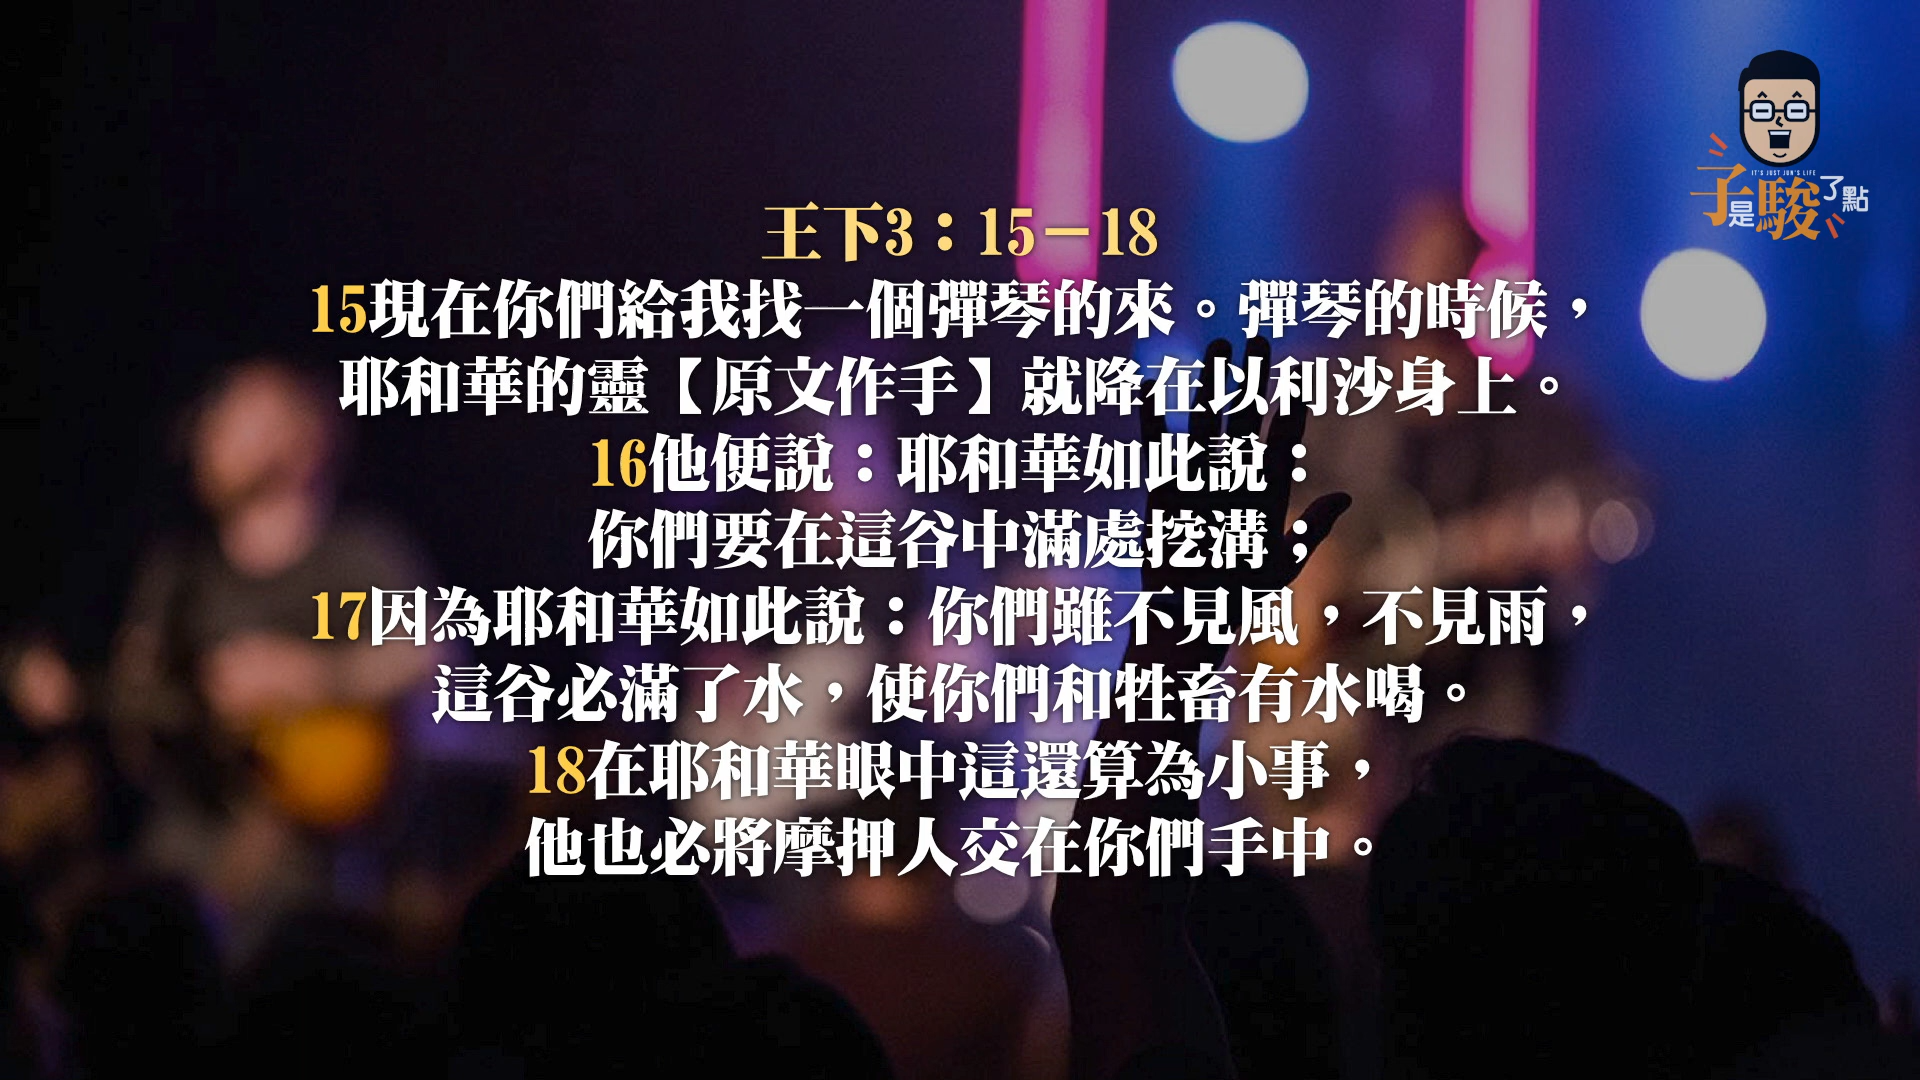 王下3：15－18
15現在你們給我找一個彈琴的來。彈琴的時候，
耶和華的靈【原文作手】就降在以利沙身上。
16他便說：耶和華如此說：
你們要在這谷中滿處挖溝；
17因為耶和華如此說：你們雖不見風，不見雨，
這谷必滿了水，使你們和牲畜有水喝。
18在耶和華眼中這還算為小事，
他也必將摩押人交在你們手中。
IT'S JUST JUN'S LIFE
子是駿了點